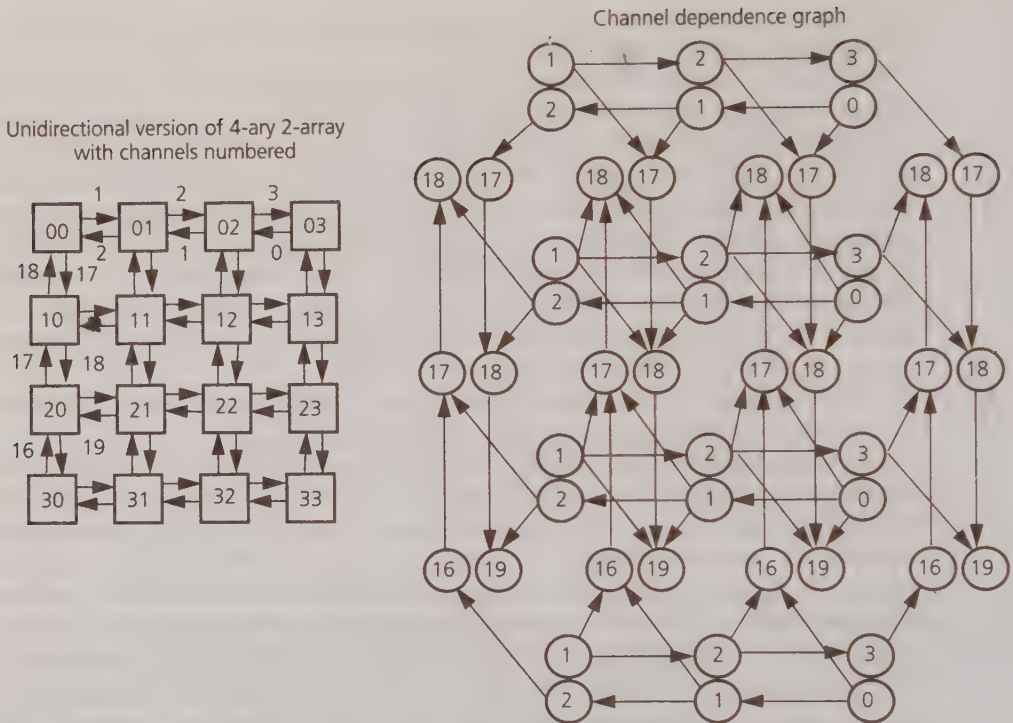 Channel dependence graph
1 2 3
2 1 0
Unidirectional version of 4-ary 2-array
with channels numbered
18 17 18 17 18 17 18 17
1 2 3
00 01 02 03
2 1 0
18 17
10 11 12 13
17 18
20 21 22 23
16 19
30 31 32 33
1 2 3
2 1 0
17 18 17 18 17 18 17 18
1 2 3
2 1 0
16 19 16 19 16 19 16 19
1 2 3
2 1 0